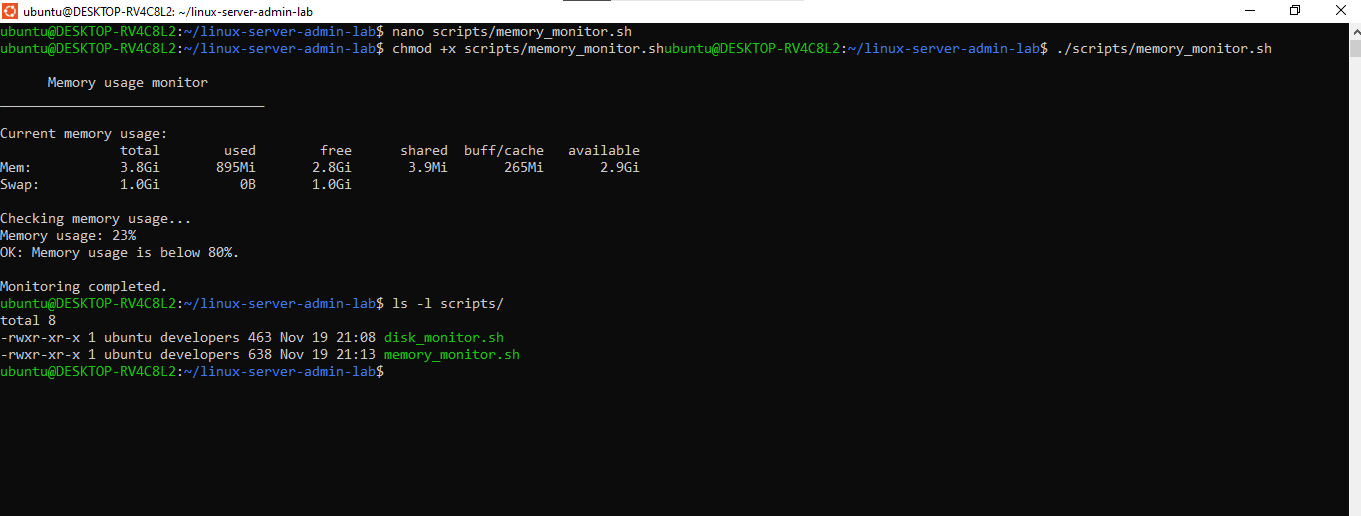 ubuntu@DESKTOP-RV4C8L2: ~/linux-server-admin-lab
ubuntu@DESKTOP-RV4C8L2:~/linux-server-admin-lab$ nano scripts/memory_monitor.sh
ubuntu@DESKTOP-RV4C8L2:~/linux-server-admin-lab$ chmod +x scripts/memory_monitor.shubuntu@DESKTOP-RV4C8L2:~/linux-server-admin-lab$ ./scripts/memory_monitor.sh
Memory usage monitor
_________________________________
Current memory usage:
total used free shared buff/cache available
Mem: 3.8Gi 895Mi 2.8Gi 3.9Mi 265Mi 2.9Gi
Swap: 1.0Gi 0B 1.0Gi
Checking memory usage...
Memory usage: 23%
OK: Memory usage is below 80%.
Monitoring completed.
ubuntu@DESKTOP-RV4C8L2:~/linux-server-admin-lab$ ls -l scripts/
total 8
-rwxr-xr-x 1 ubuntu developers 463 Nov 19 21:08 disk_monitor.sh
-rwxr-xr-x 1 ubuntu developers 638 Nov 19 21:13 memory_monitor.sh
ubuntu@DESKTOP-RV4C8L2:~/linux-server-admin-lab$